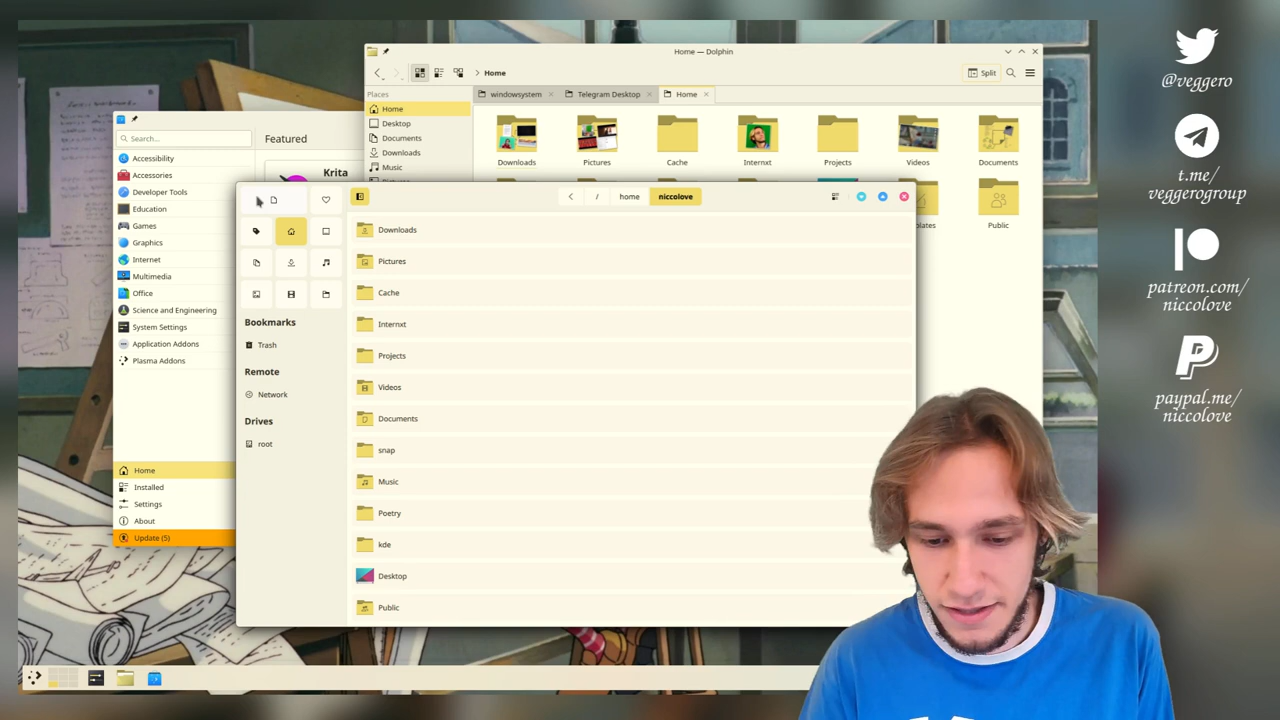 Home — Dolphin
Home
Split
Places
windowsystem
Telegram Desktop
Home
Home
Desktop
Documents
Downloads
Music
Downloads
Pictures
Cache
Internxt
Projects
Videos
Documents
Public
Search...
Featured
Krita
Accessibility
Accessories
Developer Tools
Education
Games
Graphics
Internet
Multimedia
Office
Science and Engineering
System Settings
Application Addons
Plasma Addons
Home
Installed
Settings
About
Update (5)
/
home
niccolove
Bookmarks
Trash
Remote
Network
Drives
root
Downloads
Pictures
Cache
Internxt
Projects
Videos
Documents
snap
Music
Poetry
kde
Desktop
Public
@veggero
t.me/
veggerogroup
patreon.com/
niccolove
paypal.me/
niccolove